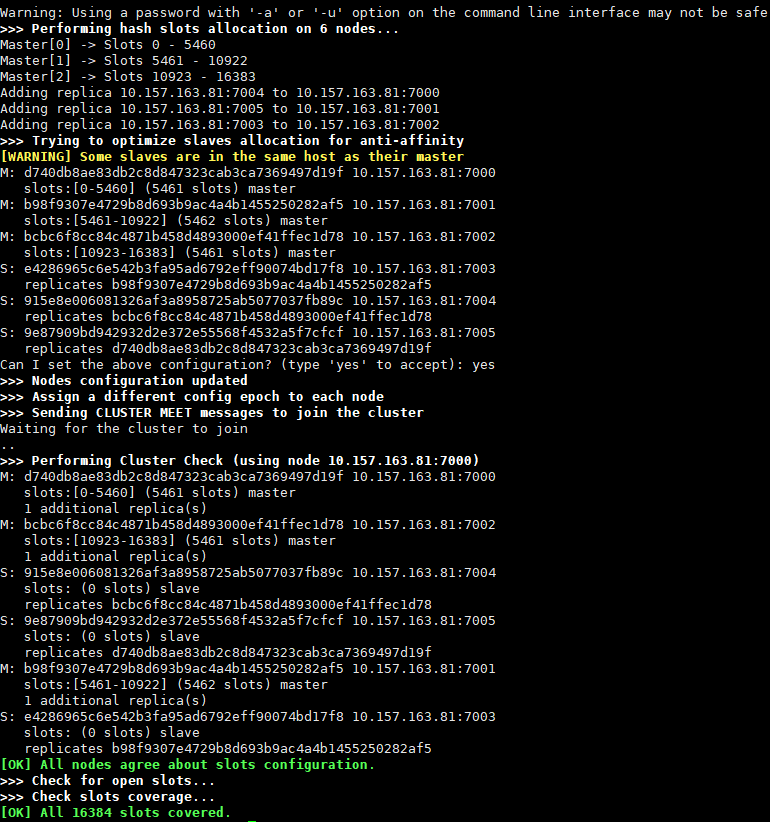 Warning: Using a password with '-a' or '-u' option on the command line interface may not be safe
>>> Performing hash slots allocation on 6 nodes...
Master[0] -> Slots 0 - 5460
Master[1] -> Slots 5461 - 10922
Master[2] -> Slots 10923 - 16383
Adding replica 10.157.163.81:7004 to 10.157.163.81:7000
Adding replica 10.157.163.81:7005 to 10.157.163.81:7001
Adding replica 10.157.163.81:7003 to 10.157.163.81:7002
>>> Trying to optimize slaves allocation for anti-affinity
[WARNING] Some slaves are in the same host as their master
M: d740db8ae83db2c8d847323cab3ca7369497d19f 10.157.163.81:7000
   slots:[0-5460] (5461 slots) master
M: b98f9307e4729b8d693b9ac4a4b1455250282af5 10.157.163.81:7001
   slots:[5461-10922] (5462 slots) master
M: bcbc6f8cc84c4871b458d4893000ef41ffec1d78 10.157.163.81:7002
   slots:[10923-16383] (5461 slots) master
S: e4286965c6e542b3fa95ad6792eff90074bd17f8 10.157.163.81:7003
   replicates b98f9307e4729b8d693b9ac4a4b1455250282af5
S: 915e8e006081326af3a8958725ab5077037fb89c 10.157.163.81:7004
   replicates bcbc6f8cc84c4871b458d4893000ef41ffec1d78
S: 9e87909bd942932d2e372e55568f4532a5f7cfcf 10.157.163.81:7005
   replicates d740db8ae83db2c8d847323cab3ca7369497d19f
Can I set the above configuration? (type 'yes' to accept): yes
>>> Nodes configuration updated
>>> Assign a different config epoch to each node
>>> Sending CLUSTER MEET messages to join the cluster
Waiting for the cluster to join
..
>>> Performing Cluster Check (using node 10.157.163.81:7000)
M: d740db8ae83db2c8d847323cab3ca7369497d19f 10.157.163.81:7000
   slots:[0-5460] (5461 slots) master
   1 additional replica(s)
M: bcbc6f8cc84c4871b458d4893000ef41ffec1d78 10.157.163.81:7002
   slots:[10923-16383] (5461 slots) master
   1 additional replica(s)
S: 915e8e006081326af3a8958725ab5077037fb89c 10.157.163.81:7004
   slots: (0 slots) slave
   replicates bcbc6f8cc84c4871b458d4893000ef41ffec1d78
S: 9e87909bd942932d2e372e55568f4532a5f7cfcf 10.157.163.81:7005
   slots: (0 slots) slave
   replicates d740db8ae83db2c8d847323cab3ca7369497d19f
M: b98f9307e4729b8d693b9ac4a4b1455250282af5 10.157.163.81:7001
   slots:[5461-10922] (5462 slots) master
   1 additional replica(s)
S: e4286965c6e542b3fa95ad6792eff90074bd17f8 10.157.163.81:7003
   slots: (0 slots) slave
   replicates b98f9307e4729b8d693b9ac4a4b1455250282af5
[OK] All nodes agree about slots configuration.
>>> Check for open slots...
>>> Check slots coverage...
[OK] All 16384 slots covered.